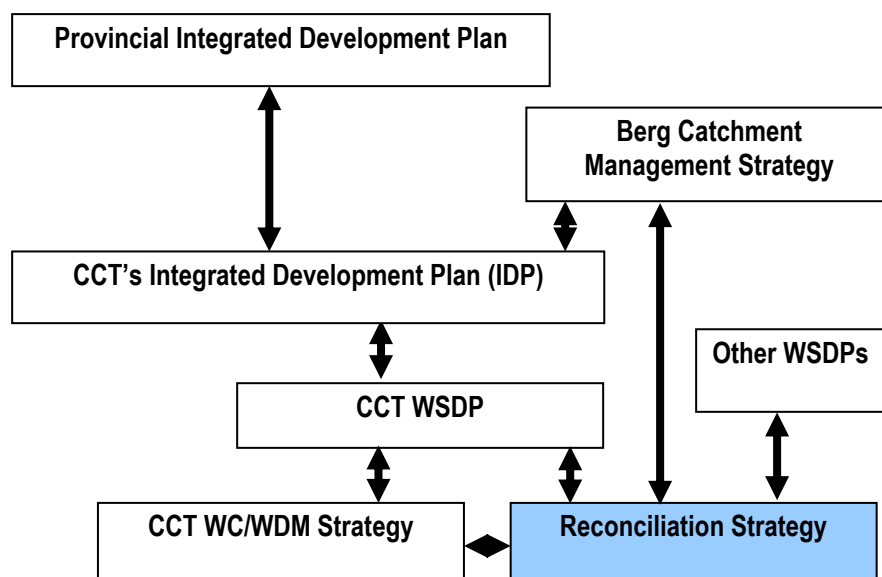 Provincial Integrated Development Plan
Berg Catchment
Management Strategy
CCT's Integrated Development Plan (IDP)
Other WSDPs
CCT WSDP
CCT WC/WDM Strategy
Reconciliation Strategy